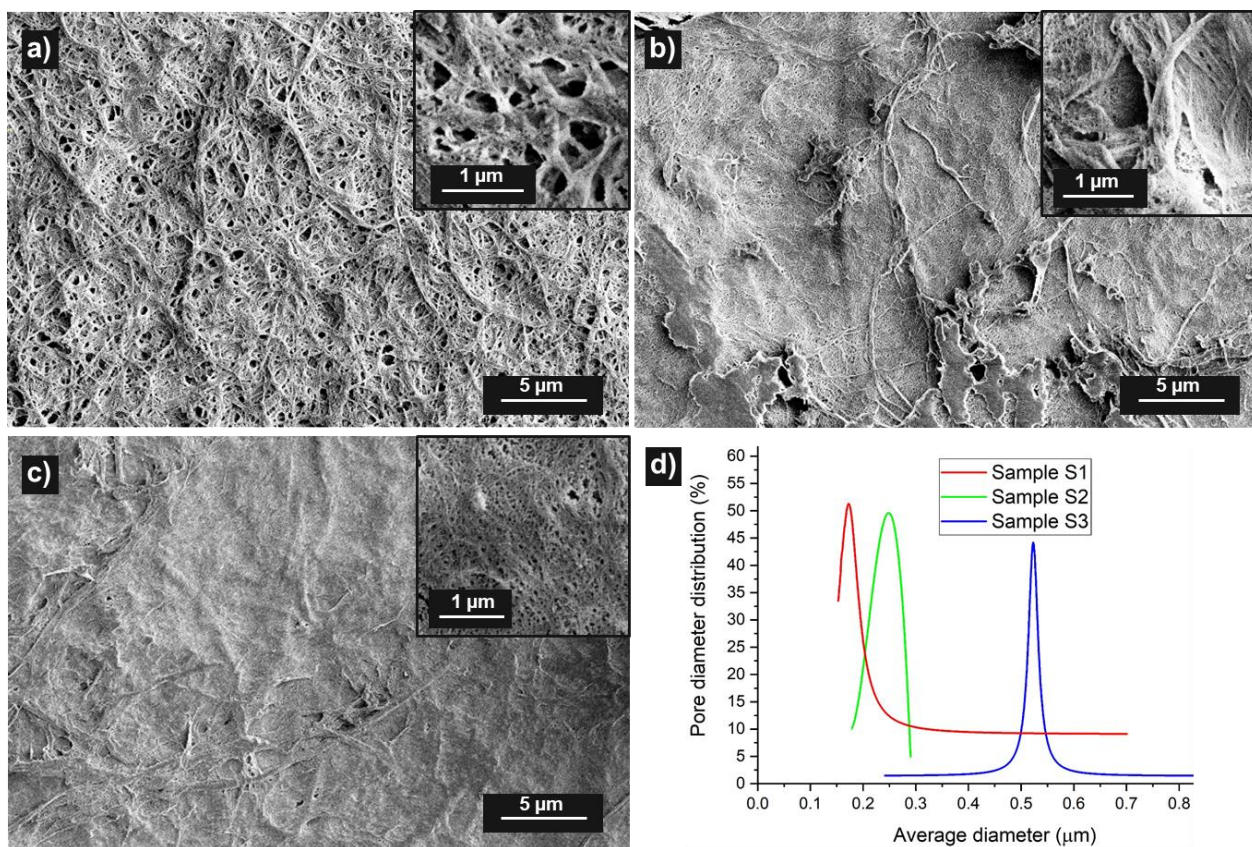 a)
1 µm
5 µm
b)
1 µm
5 µm
c)
1 µm
5 µm
d)
Sample S1
Sample S2
Sample S3
Pore diameter distribution (%)
60
55
50
45
40
35
30
25
20
15
10
5
0
0.0 0.1 0.2 0.3 0.4 0.5 0.6 0.7 0.8
Average diameter (µm)